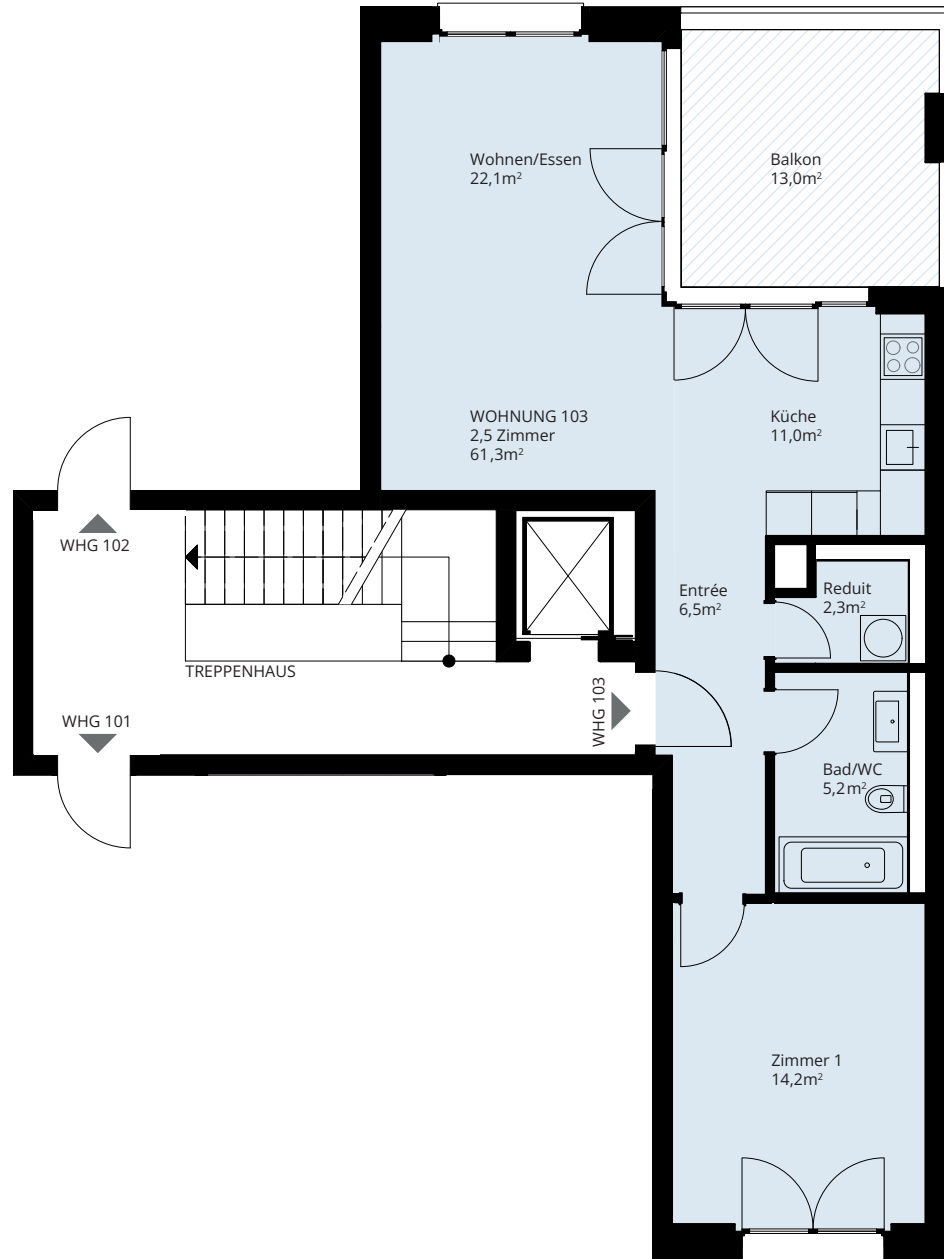 Wohnen/Essen
22,1m²
Balkon
13,0m²
WOHNUNG 103
2,5 Zimmer
61,3m²
Küche
11,0m²
WHG 102
Entrée
6,5m²
Reduit
2,3m²
TREPPENHAUS
WHG 103
WHG 101
Bad/WC
5,2m²
Zimmer 1
14,2m²